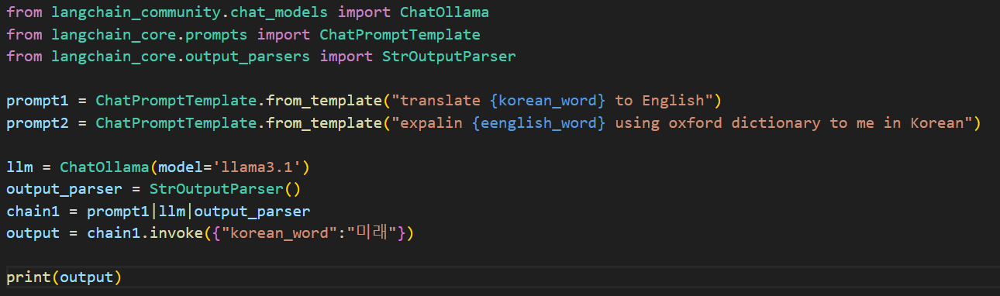 from langchain_community.chat_models import ChatOllama
from langchain_core.prompts import ChatPromptTemplate
from langchain_core.output_parsers import StrOutputParser
prompt1 = ChatPromptTemplate.from_template("translate {korean_word} to English")
prompt2 = ChatPromptTemplate.from_template("expalin {eenglish_word} using oxford dictionary to me in Korean")
llm = ChatOllama(model='llama3.1')
output_parser = StrOutputParser()
chain1 = prompt1|llm|output_parser
output = chain1.invoke({"korean_word":"미래"})
print(output)